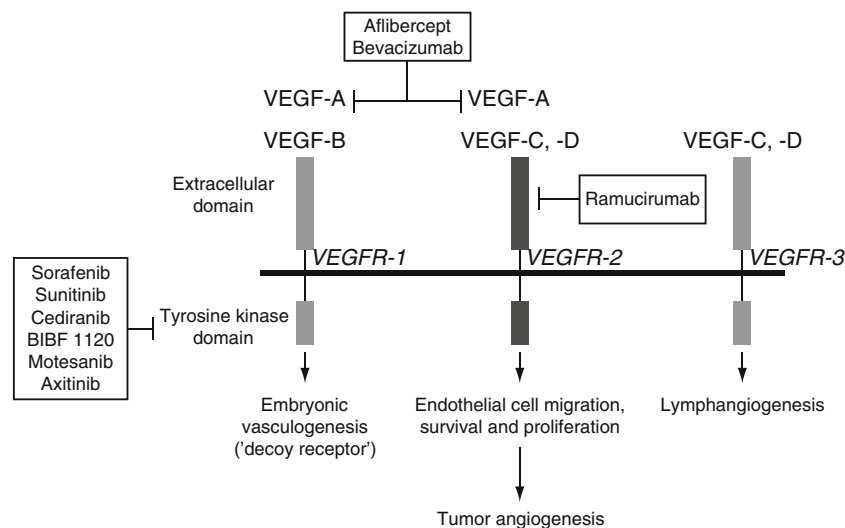 Aflibercept
Bevacizumab
VEGF-A
VEGF-A
VEGF-B
VEGF-C, -D
VEGF-C, -D
Extracellular
domain
Ramucirumab
VEGFR-1
VEGFR-2
VEGFR-3
Sorafenib
Sunitinib
Cediranib
BIBF 1120
Motesanib
Axitinib
Tyrosine kinase
domain
Embryonic
vasculogenesis
('decoy receptor')
Endothelial cell migration,
survival and proliferation
Lymphangiogenesis
Tumor angiogenesis